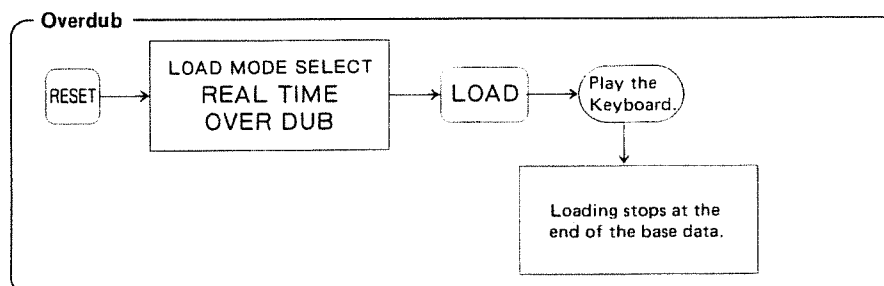 Overdub
RESET
LOAD MODE SELECT
REAL TIME
OVER DUB
LOAD
Play the
Keyboard.
Loading stops at the
end of the base data.